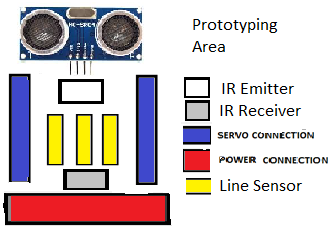 HC-SR04
Prototyping
Area
IR Emitter
IR Receiver
SERVO CONNECTION
POWER CONNECTION
Line Sensor